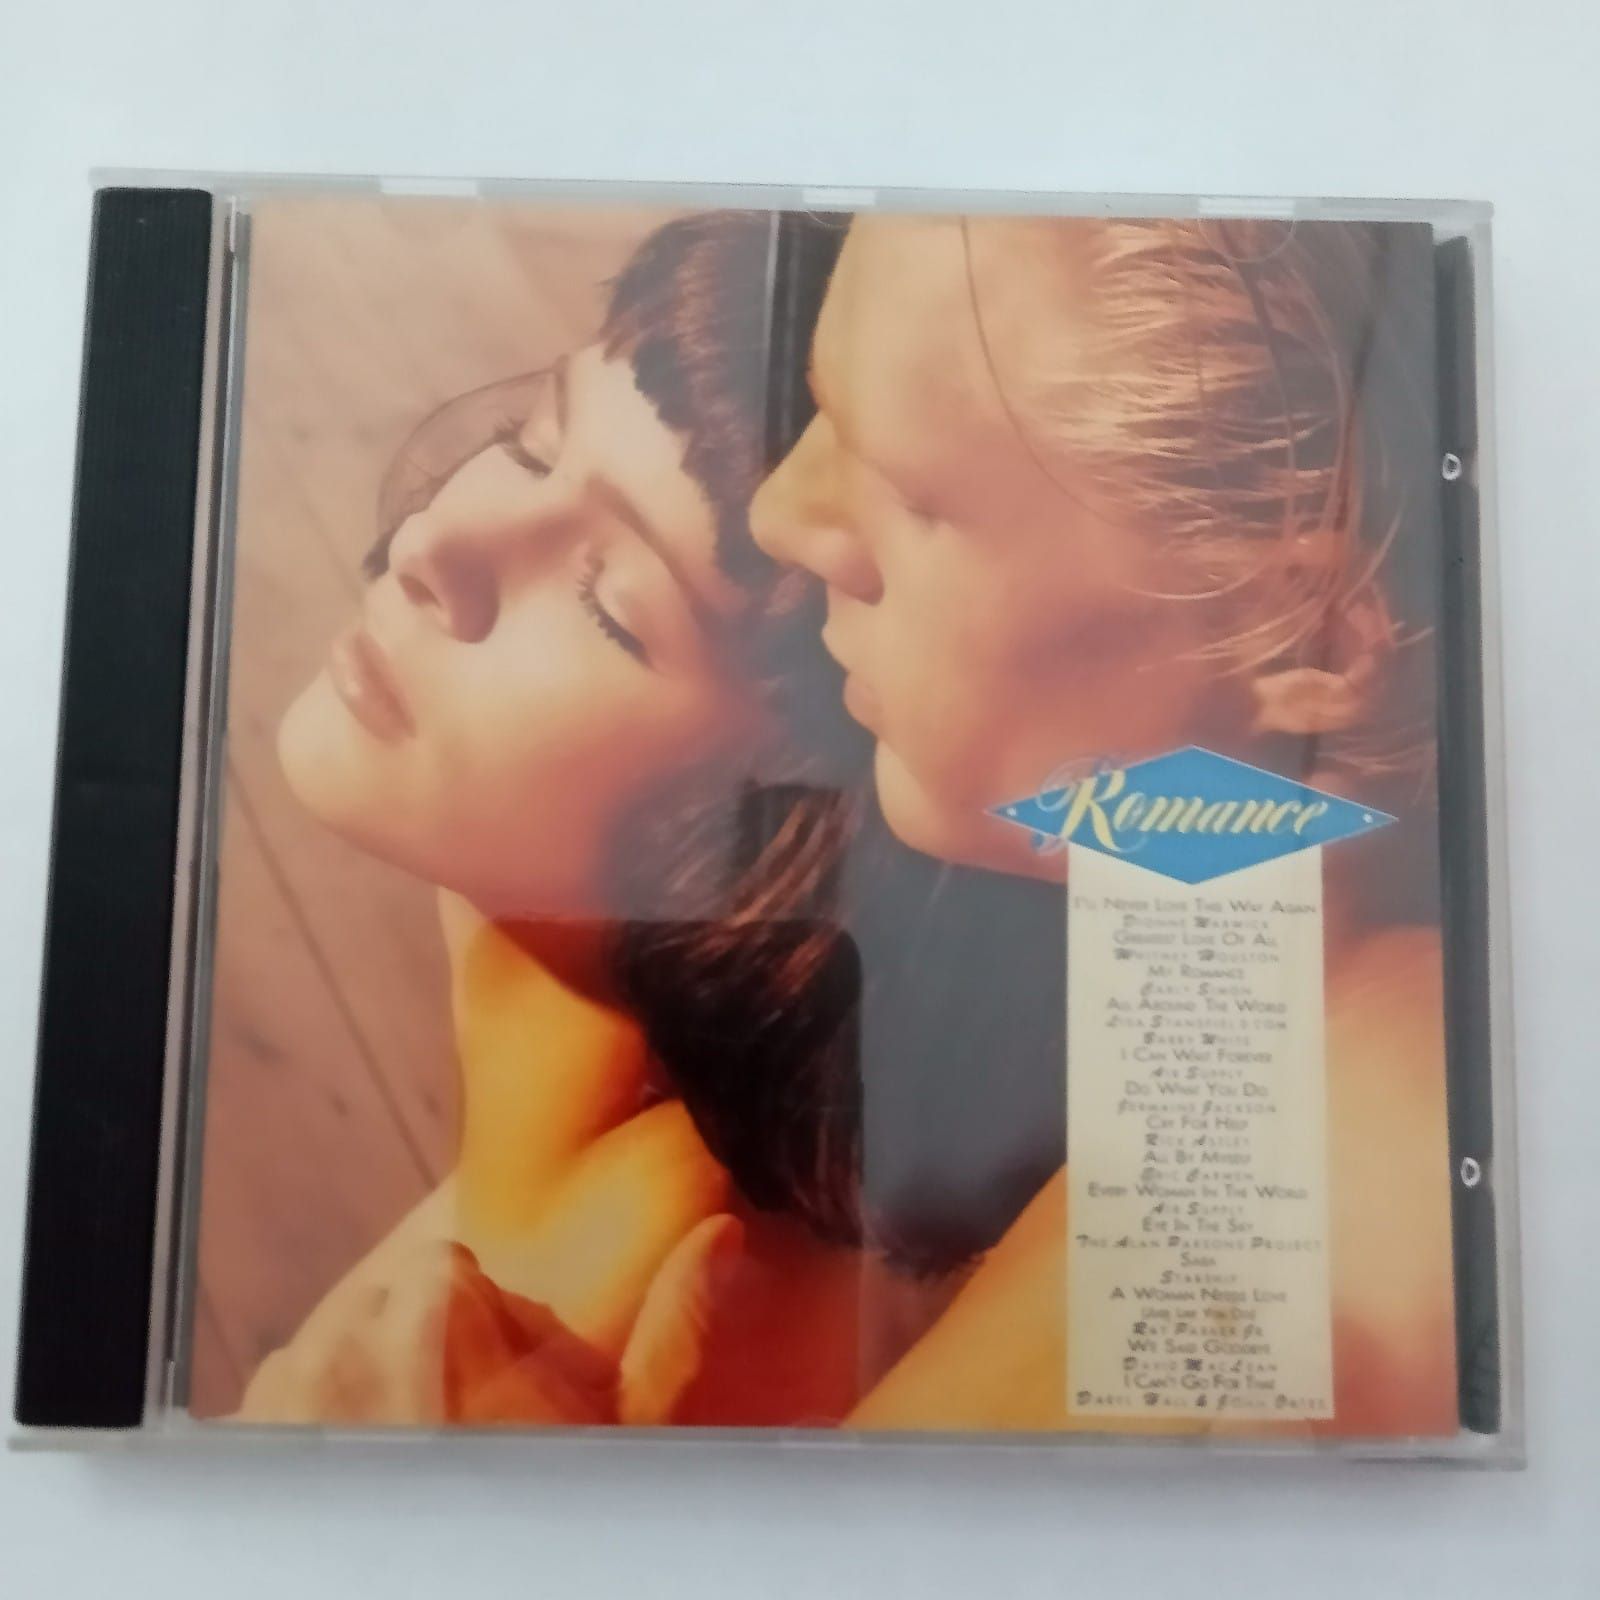 Romance
I'll Never Love This Way Again
Dionne Warwick
Greatest Love Of All
Whitney Houston
My Romance
Carly Simon
All Around The World
Lisa Stansfield
Barry White
I Can Wait Forever
Air Supply
Do What You Do
Jermaine Jackson
Cry For Help
Rick Astley
All By Myself
Eric Carmen
Every Woman In The World
Air Supply
Eye In The Sky
The Alan Parsons Project
Sara
Starship
A Woman Needs Love
(Just Like You Do)
Ray Parker Jr
We Said Goodbye
David MacLean
I Can't Go For That
Daryl Hall & John Oates